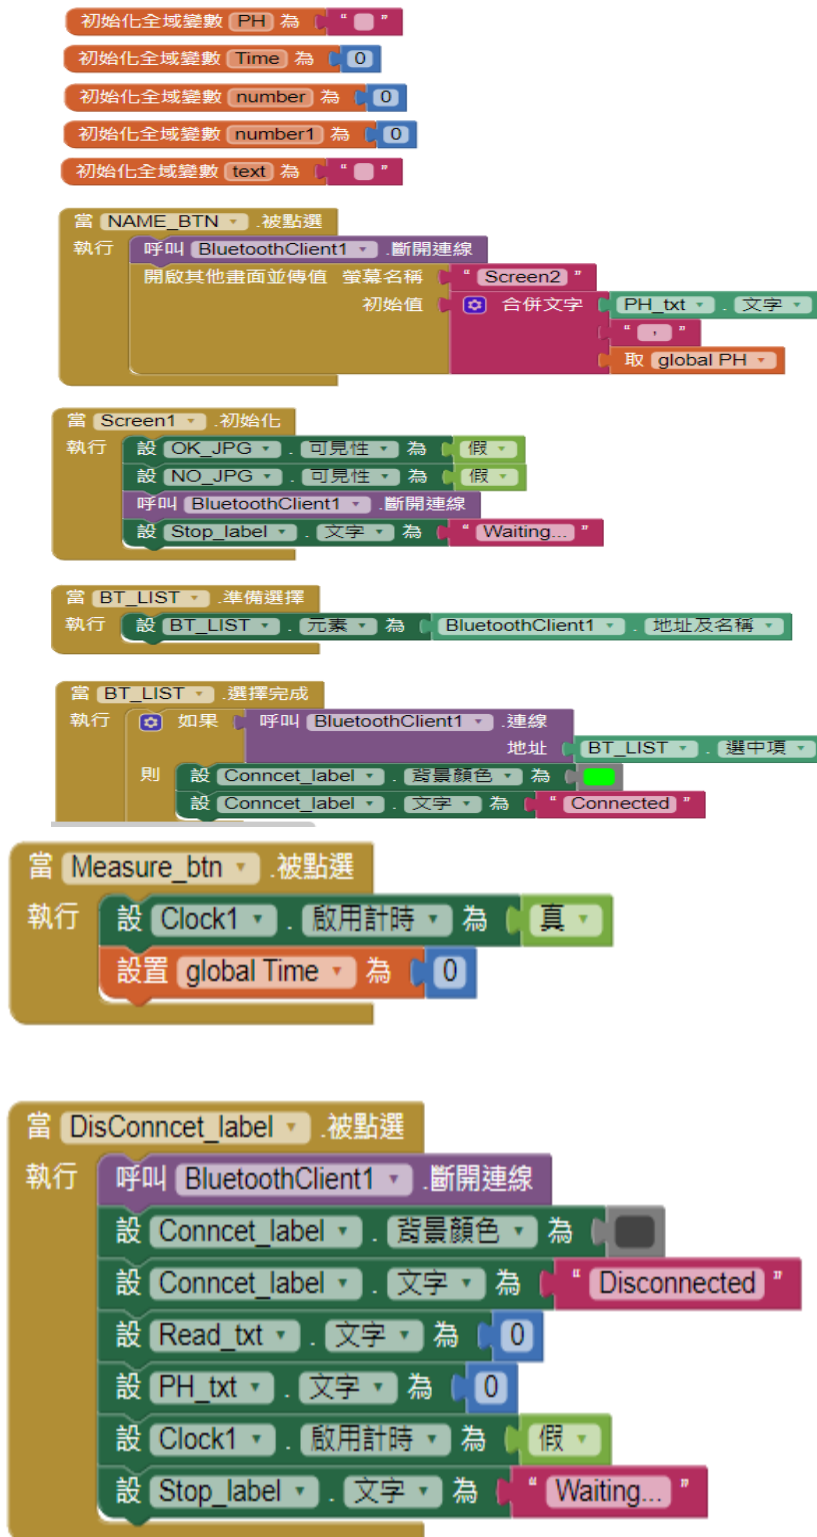 初始化全域變數 PH 為 " "
初始化全域變數 Time 為 0
初始化全域變數 number 為 0
初始化全域變數 number1 為 0
初始化全域變數 text 為 " "
當 NAME_BTN .被點選
執行 呼叫 BluetoothClient1 .斷開連線
開啟其他畫面並傳值 螢幕名稱 " Screen2 "
初始值 合併文字 PH_txt . 文字
" , "
取 global PH
當 Screen1 .初始化
執行 設 OK_JPG . 可見性 為 假
設 NO_JPG . 可見性 為 假
呼叫 BluetoothClient1 .斷開連線
設 Stop_label . 文字 為 " Waiting... "
當 BT_LIST .準備選擇
執行 設 BT_LIST . 元素 為 BluetoothClient1 . 地址及名稱
當 BT_LIST .選擇完成
執行 如果 呼叫 BluetoothClient1 .連線
地址 BT_LIST . 選中項
則 設 Conncet_label . 背景顏色 為
設 Conncet_label . 文字 為 " Connected "
當 Measure_btn .被點選
執行 設 Clock1 . 啟用計時 為 真
設置 global Time 為 0
當 DisConncet_label .被點選
執行 呼叫 BluetoothClient1 .斷開連線
設 Conncet_label . 背景顏色 為
設 Conncet_label . 文字 為 " Disconnected "
設 Read_txt . 文字 為 0
設 PH_txt . 文字 為 0
設 Clock1 . 啟用計時 為 假
設 Stop_label . 文字 為 " Waiting... "